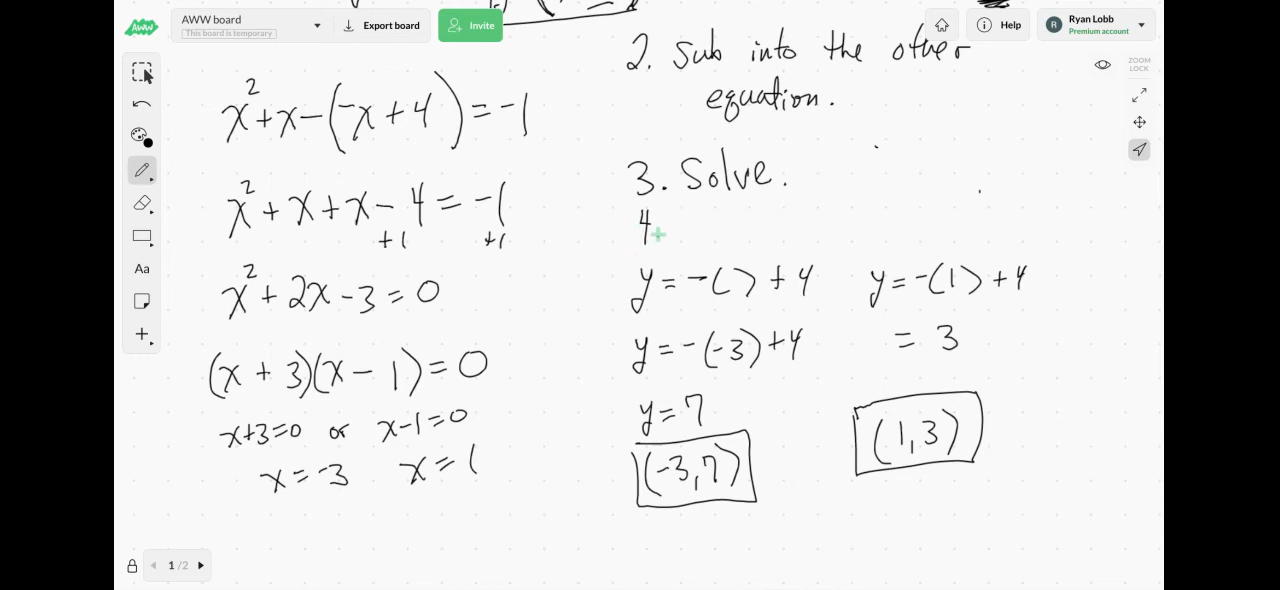 AWW
AWW board
This board is temporary
Export board
Invite
Help
R
Ryan Lobb
Premium account
ZOOM
LOCK
Aa
x² + x - (-x + 4) = -1
x² + x + x - 4 = -1
+1 +1
x² + 2x - 3 = 0
(x + 3)(x - 1) = 0
x+3=0 or x-1=0
x = -3 x = 1
2. Sub into the other
equation.
3. Solve.
4
y = -( ) + 4
y = -(-3) + 4
y = 7
(-3, 7)
y = -(1) + 4
= 3
(1, 3)
1 / 2